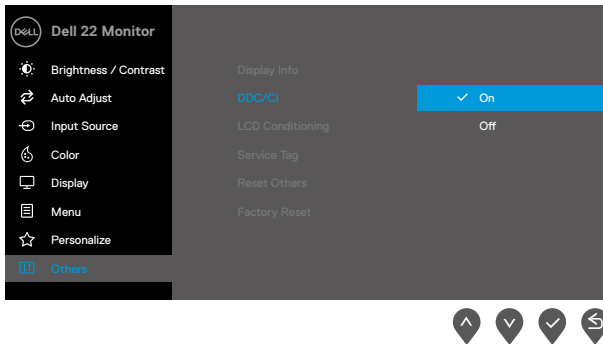 DELL Dell 22 Monitor
Brightness / Contrast
Auto Adjust
Input Source
Color
Display
Menu
Personalize
Others
Display Info
DDC/CI
LCD Conditioning
Service Tag
Reset Others
Factory Reset
On
Off